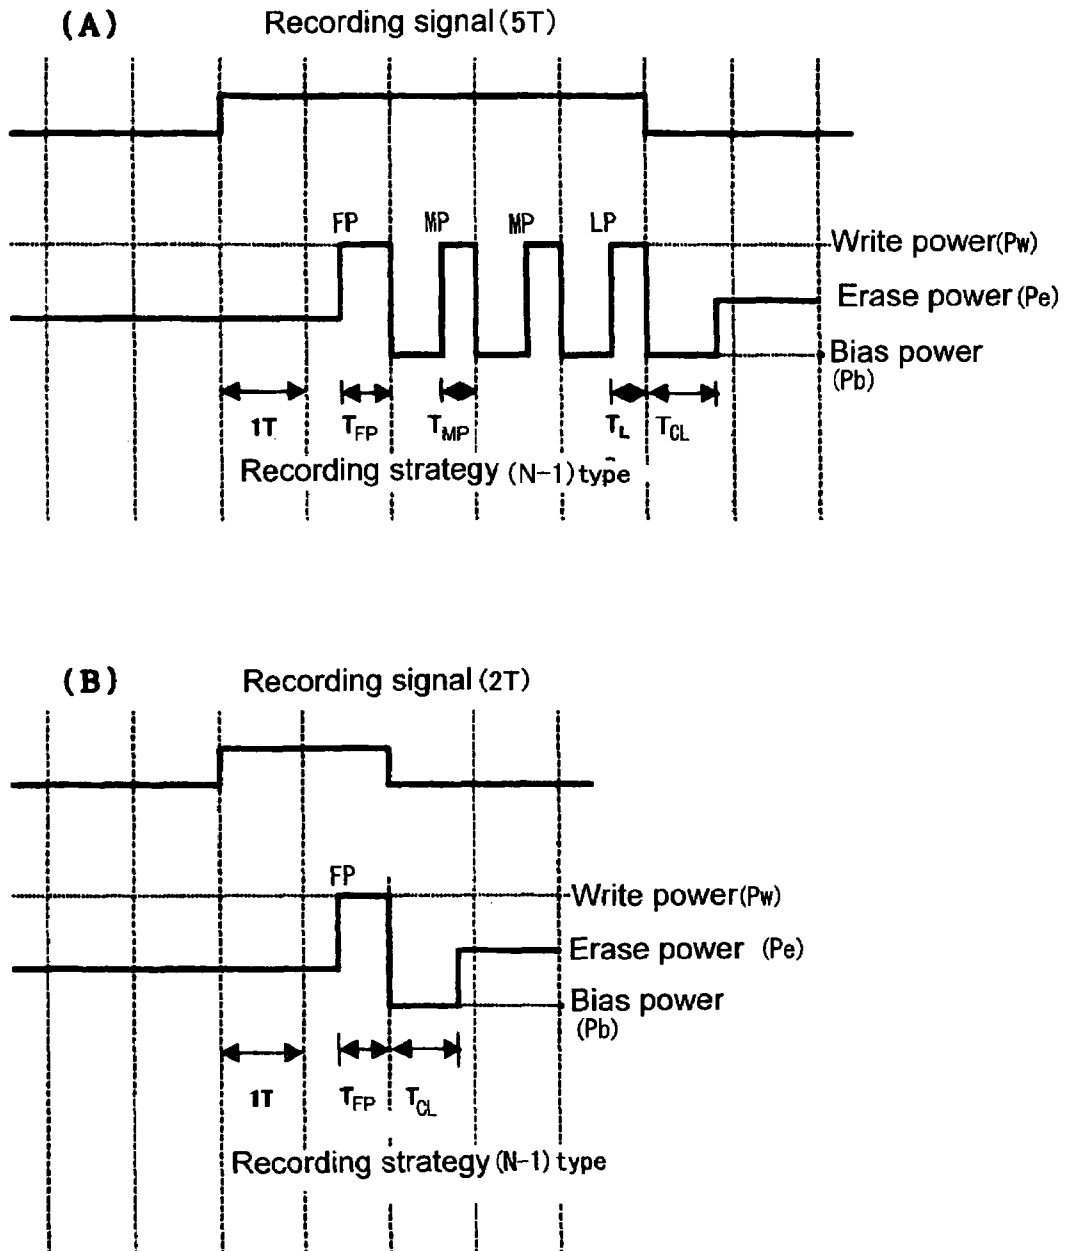 (A) Recording signal(5T)
FP MP MP LP
Write power(Pw)
Erase power(Pe)
Bias power
(Pb)
1T TFP TMP TL TCL
Recording strategy (N-1)type
(B) Recording signal(2T)
FP
Write power(Pw)
Erase power (Pe)
Bias power
(Pb)
1T TFP TCL
Recording strategy(N-1)type